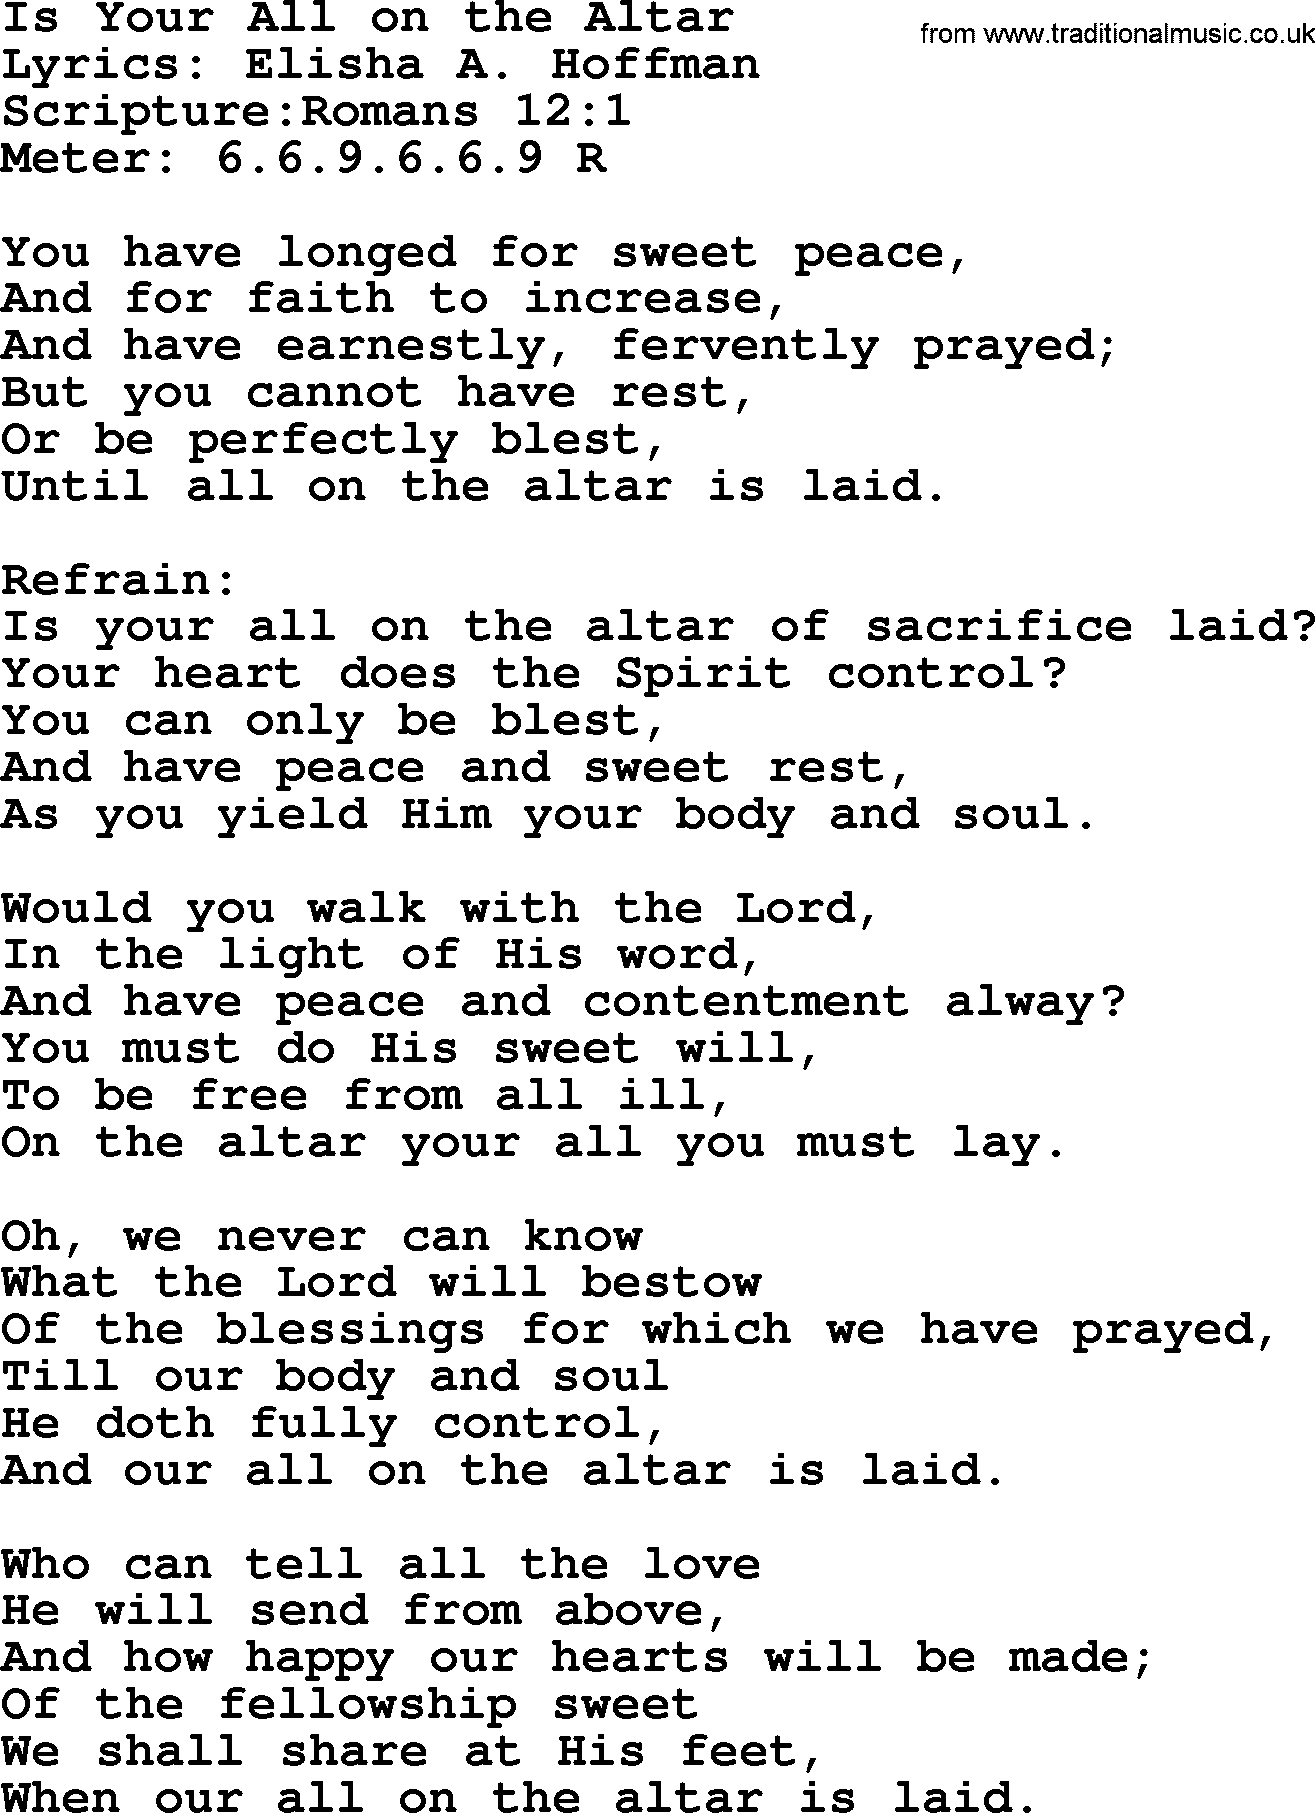 Is Your All on the Altar
from www.traditionalmusic.co.uk
Lyrics: Elisha A. Hoffman
Scripture:Romans 12:1
Meter: 6.6.9.6.6.9 R

You have longed for sweet peace,
And for faith to increase,
And have earnestly, fervently prayed;
But you cannot have rest,
Or be perfectly blest,
Until all on the altar is laid.

Refrain:
Is your all on the altar of sacrifice laid?
Your heart does the Spirit control?
You can only be blest,
And have peace and sweet rest,
As you yield Him your body and soul.

Would you walk with the Lord,
In the light of His word,
And have peace and contentment alway?
You must do His sweet will,
To be free from all ill,
On the altar your all you must lay.

Oh, we never can know
What the Lord will bestow
Of the blessings for which we have prayed,
Till our body and soul
He doth fully control,
And our all on the altar is laid.

Who can tell all the love
He will send from above,
And how happy our hearts will be made;
Of the fellowship sweet
We shall share at His feet,
When our all on the altar is laid.